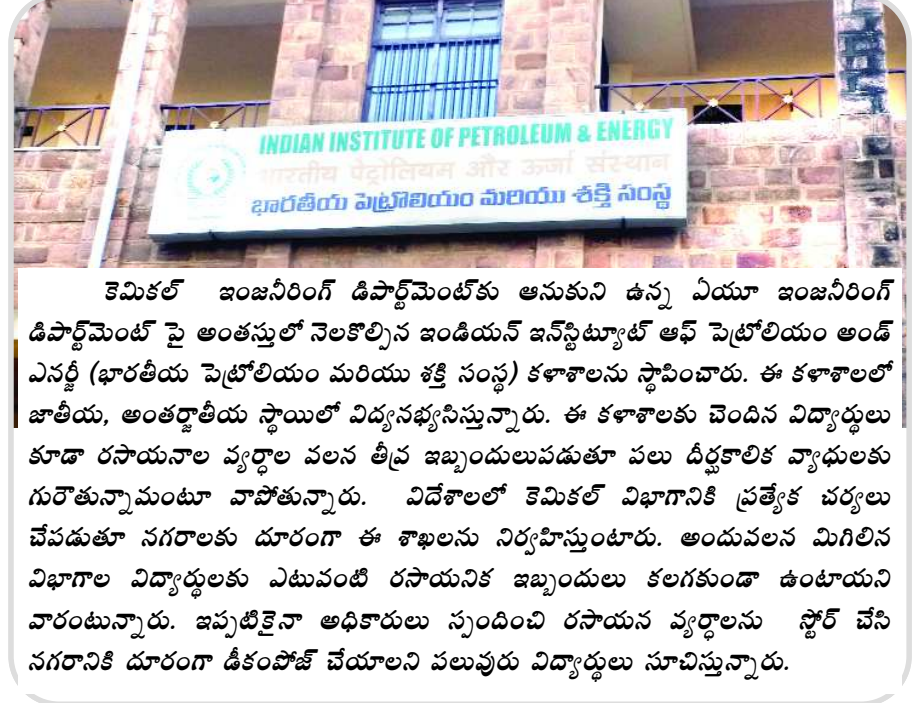 INDIAN INSTITUTE OF PETROLEUM & ENERGY
भारतीय पेट्रोलियम और ऊर्जा संस्थान
భారతీయ పెట్రోలియం మరియు శక్తి సంస్థ
కెమికల్ ఇంజనీరింగ్ డిపార్ట్‌మెంట్‌కు ఆనుకుని ఉన్న ఏయూ ఇంజనీరింగ్
డిపార్ట్‌మెంట్ పై అంతస్తులో నెలకొల్పిన ఇండియన్ ఇన్‌స్టిట్యూట్ ఆఫ్ పెట్రోలియం అండ్
ఎనర్జీ (భారతీయ పెట్రోలియం మరియు శక్తి సంస్థ) కళాశాలను స్థాపించారు. ఈ కళాశాలలో
జాతీయ, అంతర్జాతీయ స్థాయిలో విద్యనభ్యసిస్తున్నారు. ఈ కళాశాలకు చెందిన విద్యార్థులు
కూడా రసాయనాల వ్యర్థాల వలన తీవ్ర ఇబ్బందులుపడుతూ పలు దీర్ఘకాలిక వ్యాధులకు
గురౌతున్నామంటూ వాపోతున్నారు. విదేశాలలో కెమికల్ విభాగానికి ప్రత్యేక చర్యలు
చేపడుతూ నగరాలకు దూరంగా ఈ శాఖలను నిర్వహిస్తుంటారు. అందువలన మిగిలిన
విభాగాల విద్యార్థులకు ఎటువంటి రసాయనిక ఇబ్బందులు కలగకుండా ఉంటాయని
వారంటున్నారు. ఇప్పటికైనా అధికారులు స్పందించి రసాయన వ్యర్థాలను స్టోర్ చేసి
నగరానికి దూరంగా డీకంపోజ్ చేయాలని పలువురు విద్యార్థులు సూచిస్తున్నారు.